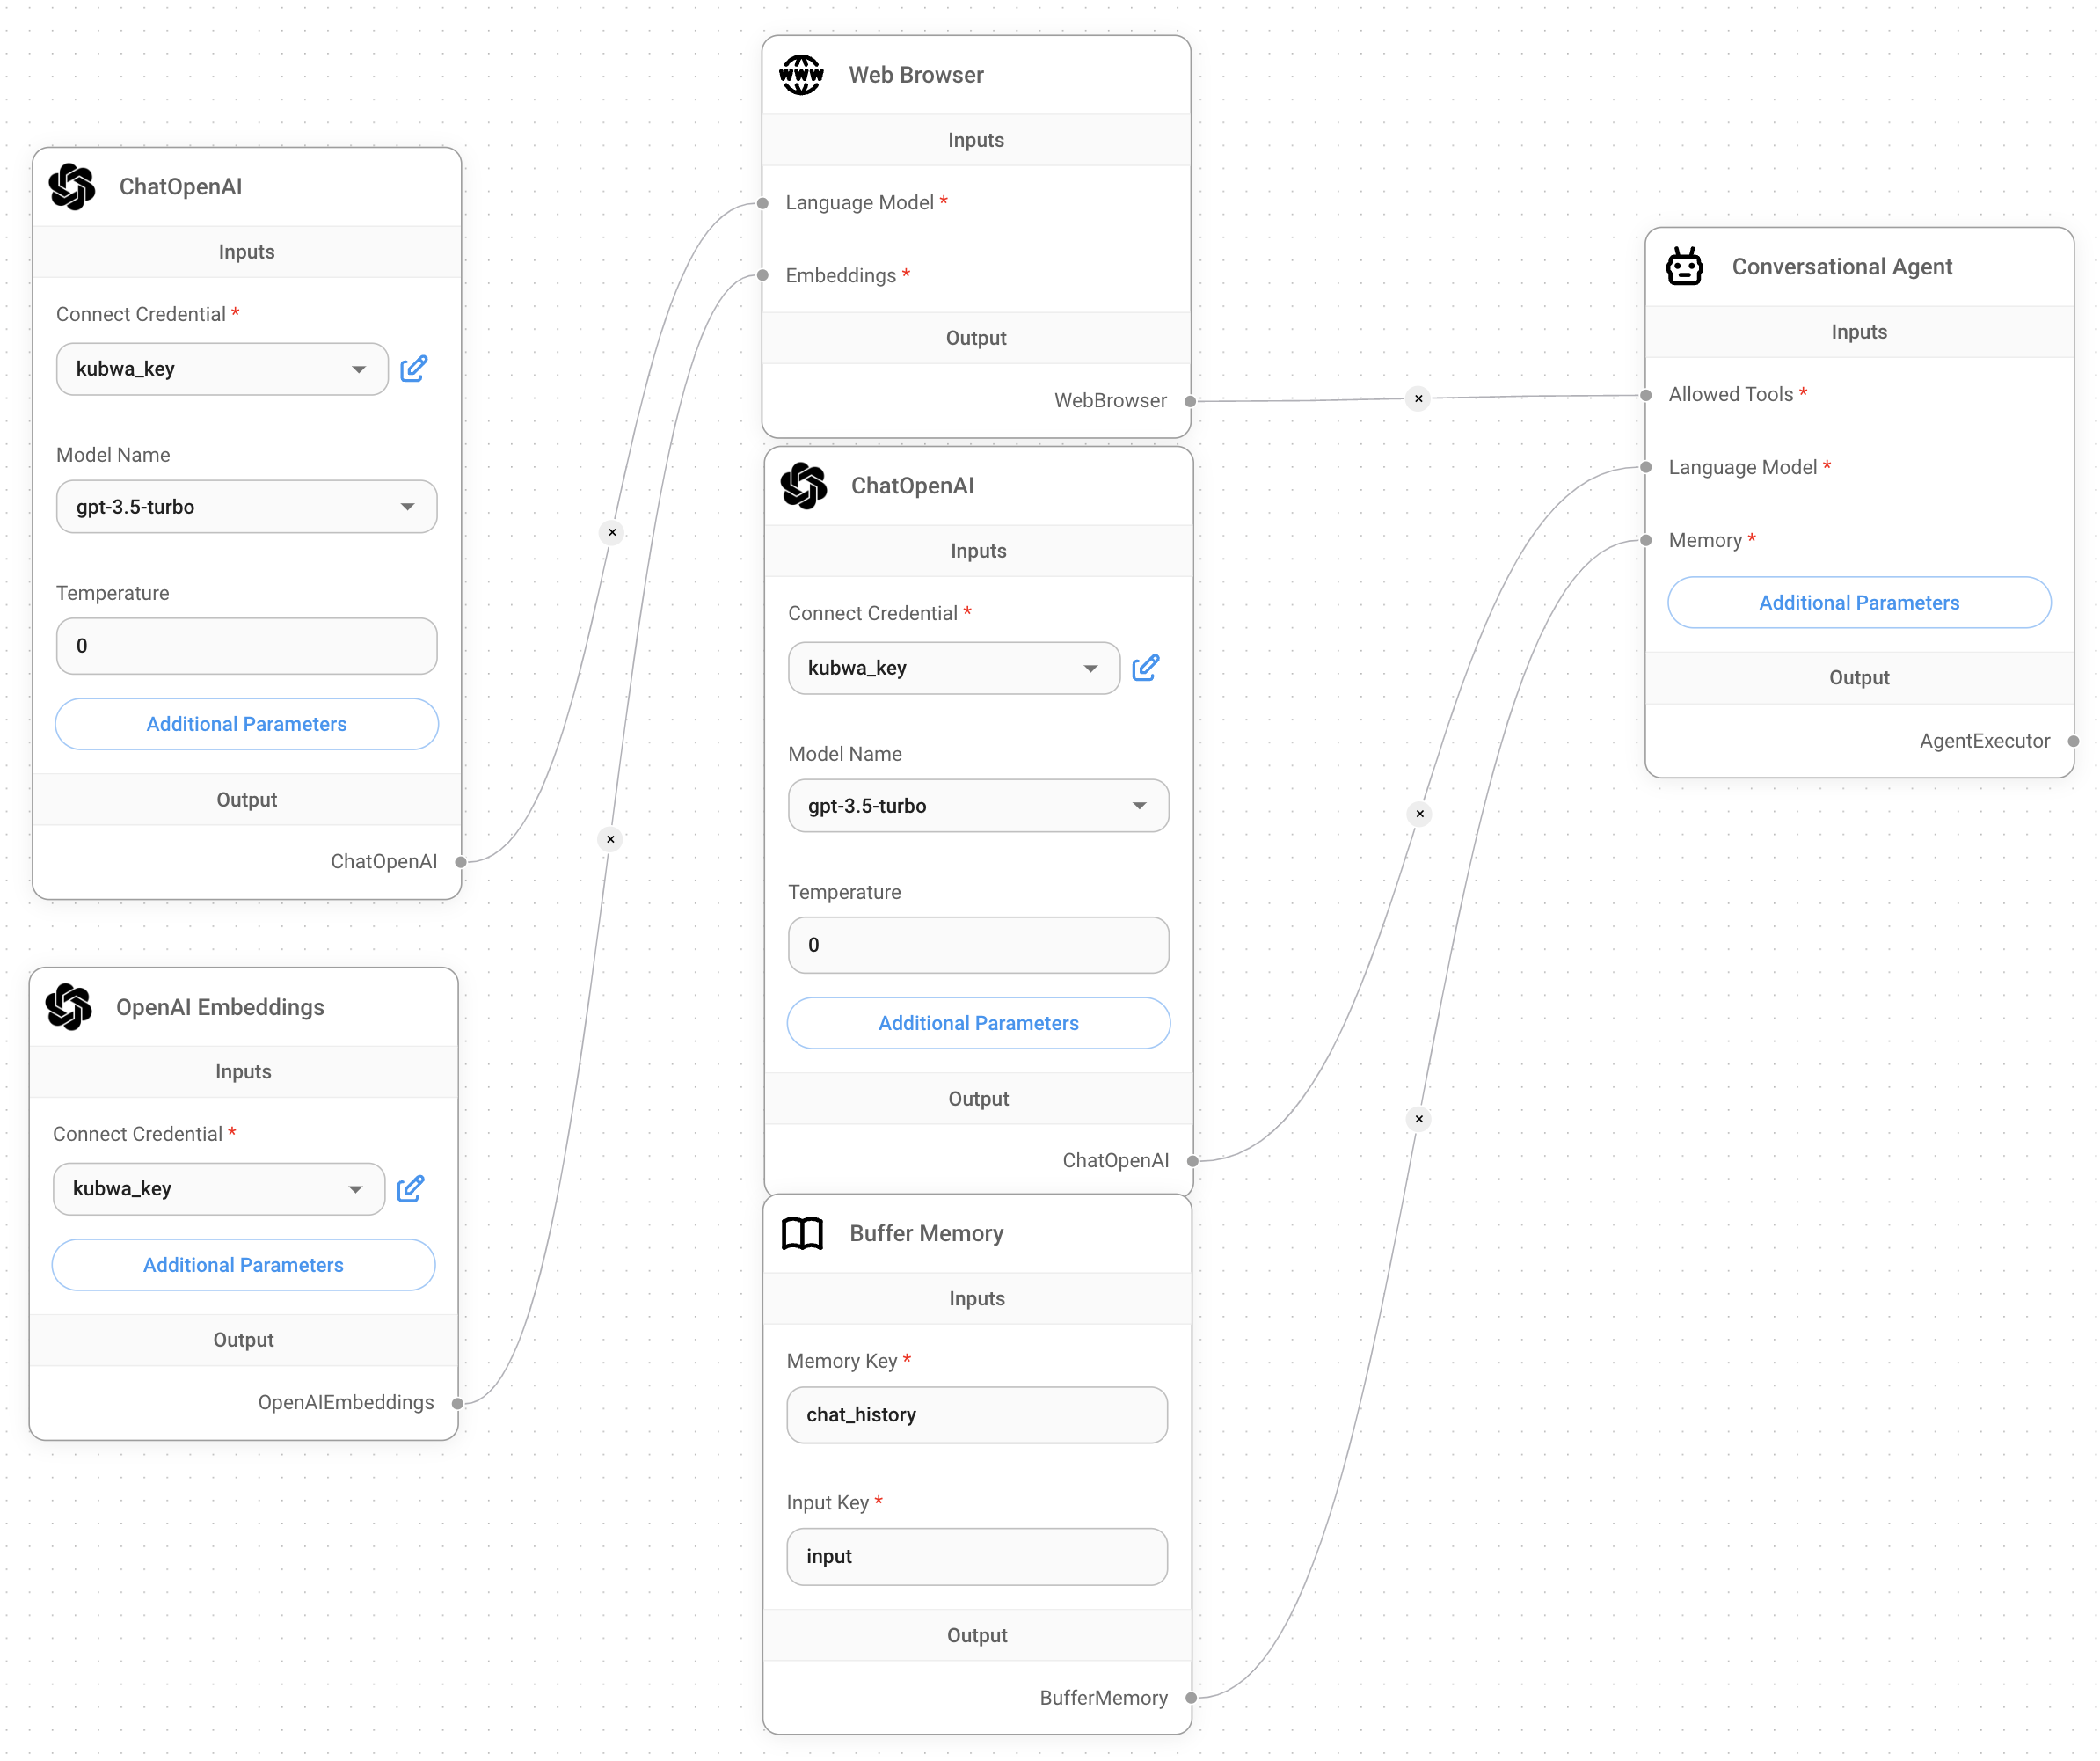 ChatOpenAI
Inputs
Connect Credential *
kubwa_key
Model Name
gpt-3.5-turbo
Temperature
0
Additional Parameters
Output
ChatOpenAI
OpenAI Embeddings
Inputs
Connect Credential *
kubwa_key
Additional Parameters
Output
OpenAIEmbeddings
WWW
Web Browser
Inputs
Language Model *
Embeddings *
Output
WebBrowser
ChatOpenAI
Inputs
Connect Credential *
kubwa_key
Model Name
gpt-3.5-turbo
Temperature
0
Additional Parameters
Output
ChatOpenAI
Buffer Memory
Inputs
Memory Key *
chat_history
Input Key *
input
Output
BufferMemory
Conversational Agent
Inputs
Allowed Tools *
Language Model *
Memory *
Additional Parameters
Output
AgentExecutor